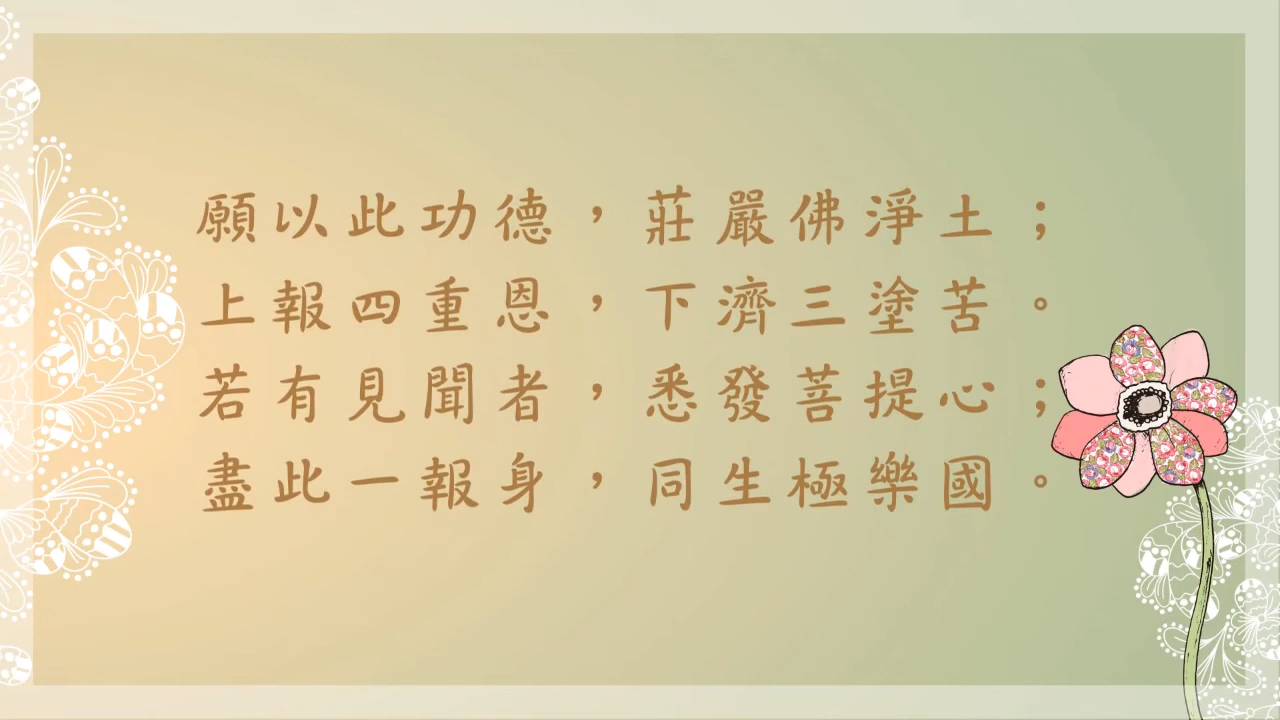 願以此功德，莊嚴佛淨土；
上報四重恩，下濟三塗苦。
若有見聞者，悉發菩提心；
盡此一報身，同生極樂國。